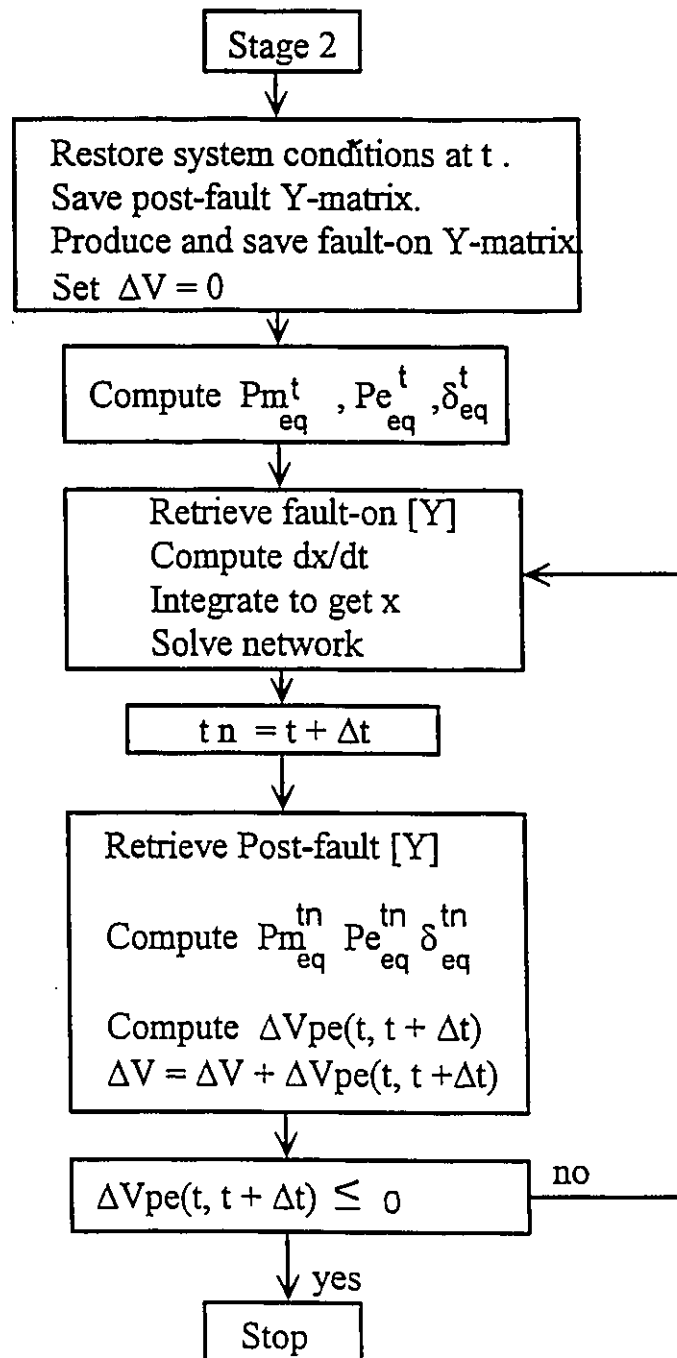 Stage 2
Restore system conditions at t .
Save post-fault Y-matrix.
Produce and save fault-on Y-matrix.
Set ΔV = 0
Compute Pm_eq^t , Pe_eq^t , δ_eq^t
Retrieve fault-on [Y]
Compute dx/dt
Integrate to get x
Solve network
t n = t + Δt
Retrieve Post-fault [Y]
Compute Pm_eq^tn Pe_eq^tn δ_eq^tn
Compute ΔVpe(t, t + Δt)
ΔV = ΔV + ΔVpe(t, t +Δt)
ΔVpe(t, t + Δt) ≤ 0
no
yes
Stop